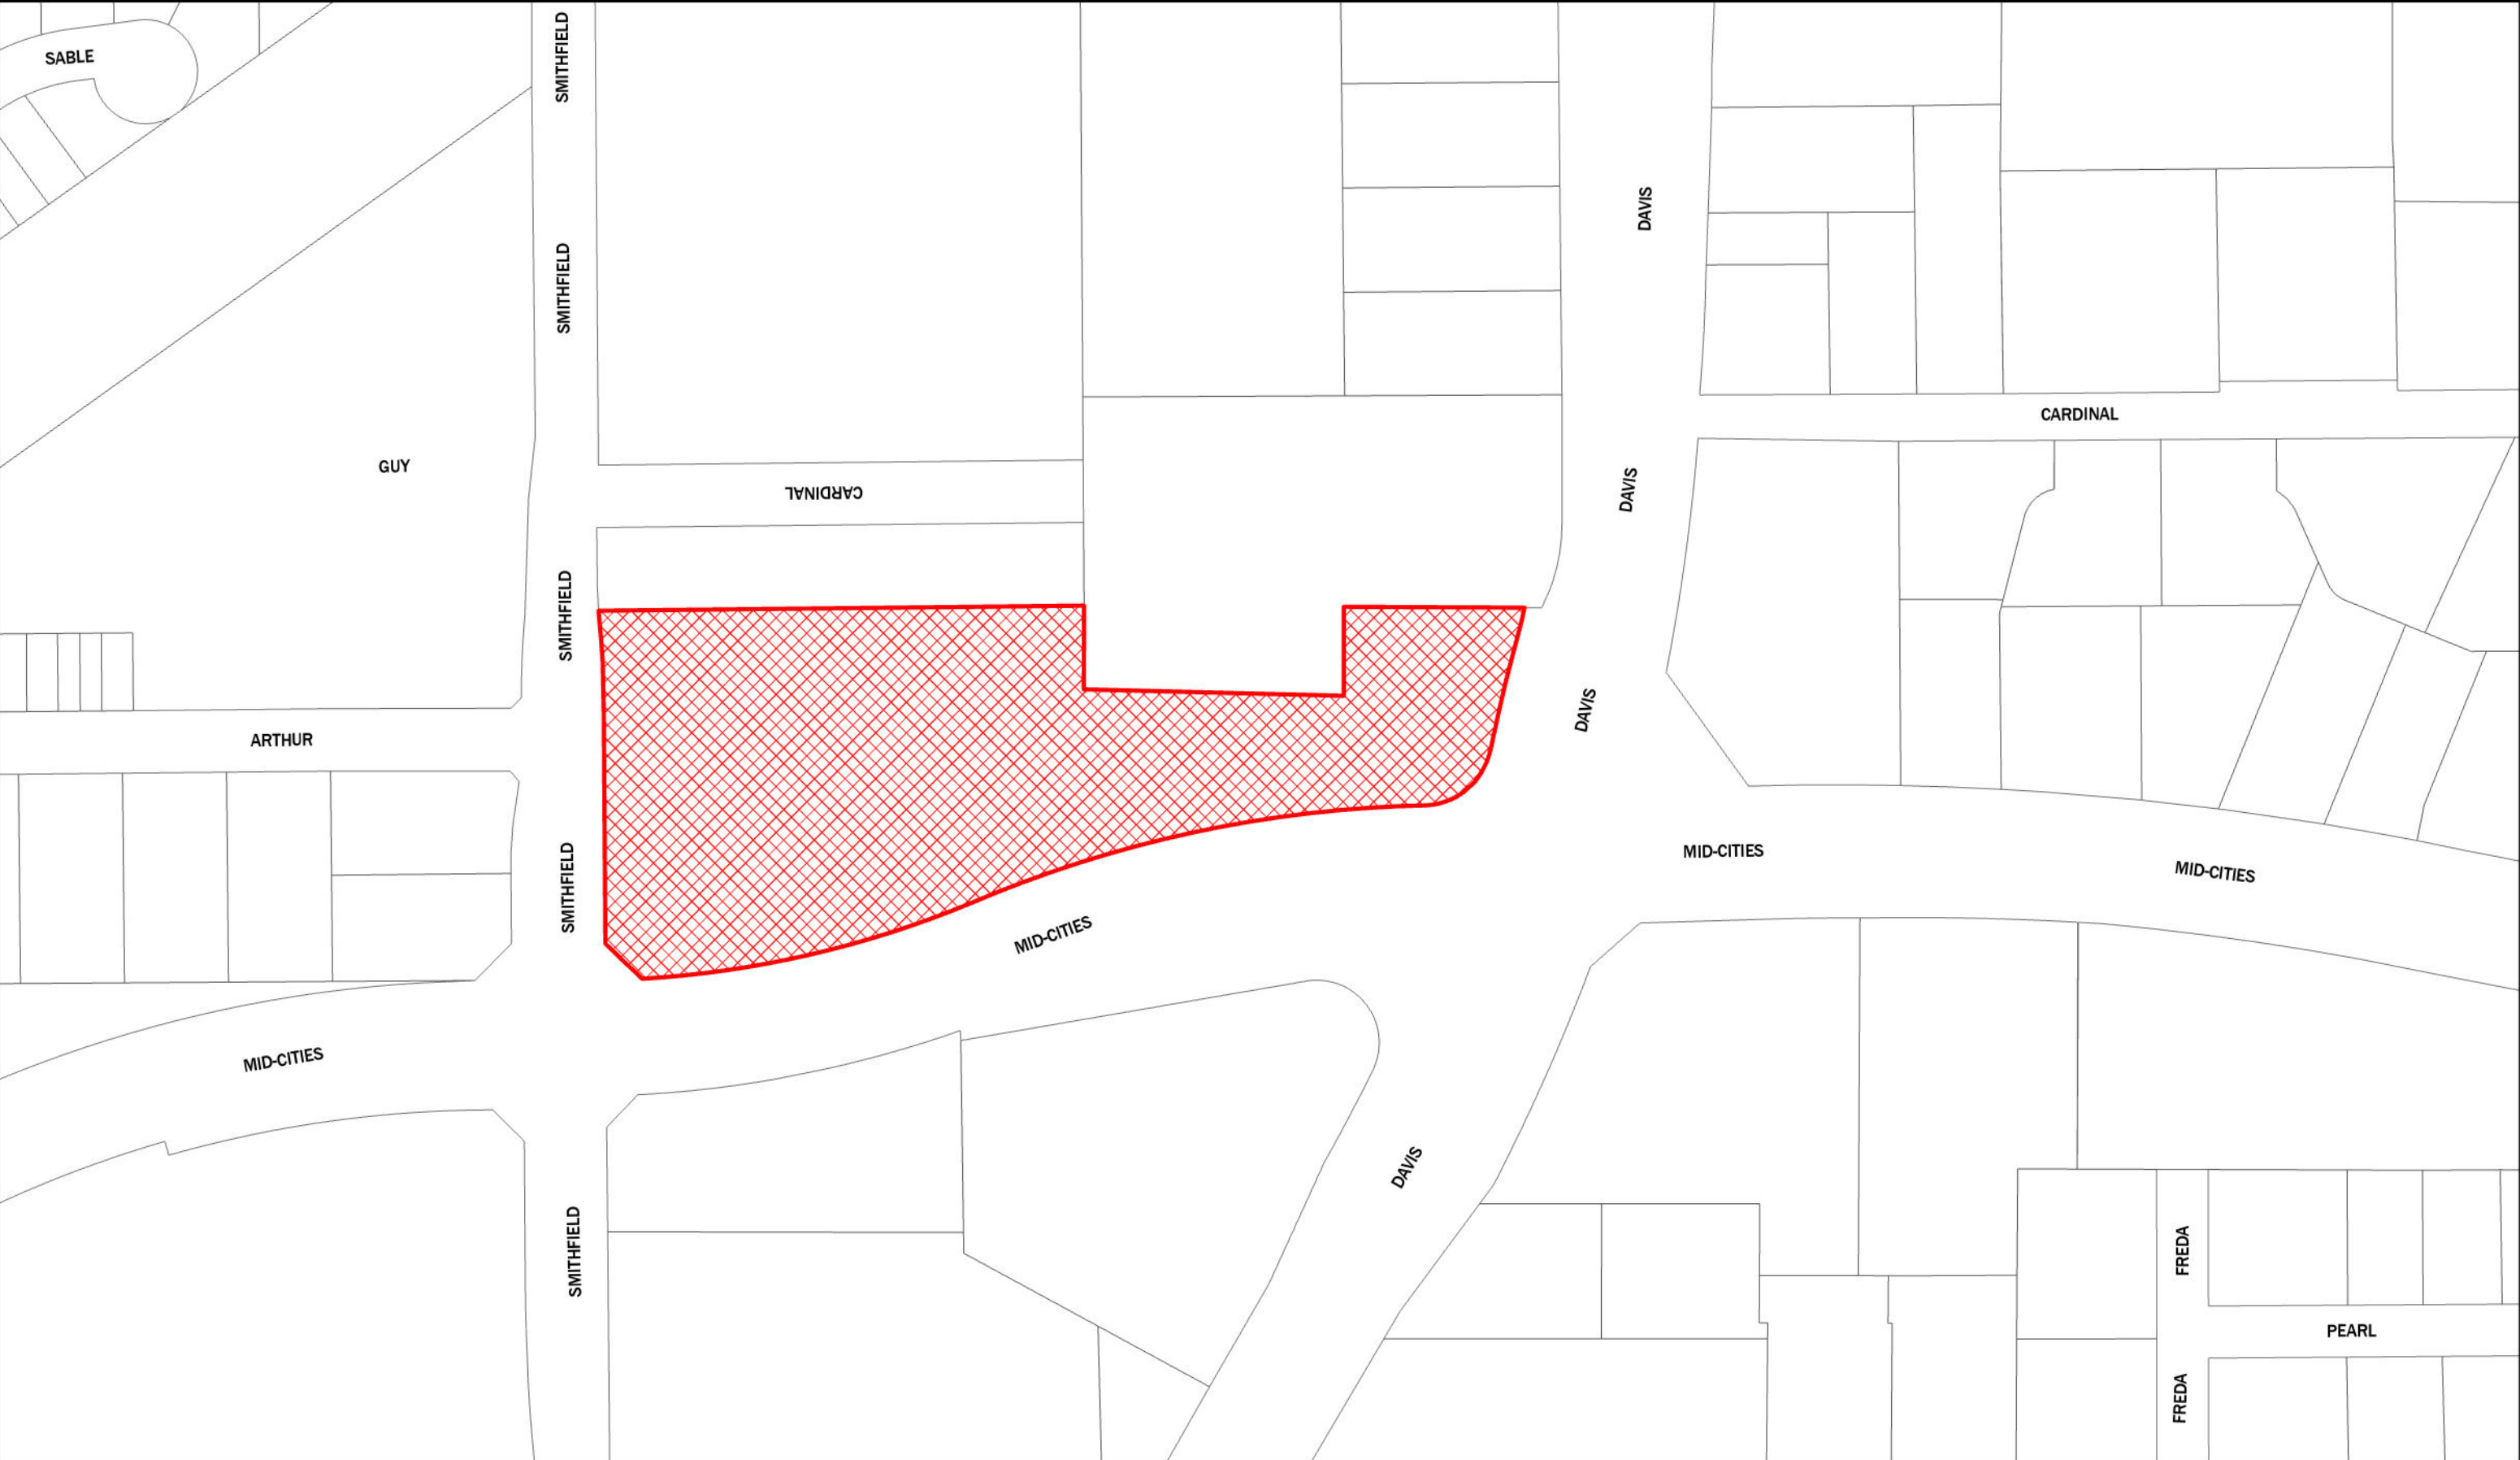 SABLE
SMITHFIELD
DAVIS
SMITHFIELD
CARDINAL
GUY
CARDINAL
DAVIS
SMITHFIELD
DAVIS
ARTHUR
MID-CITIES
MID-CITIES
SMITHFIELD
MID-CITIES
MID-CITIES
DAVIS
SMITHFIELD
FREDA
PEARL
FREDA